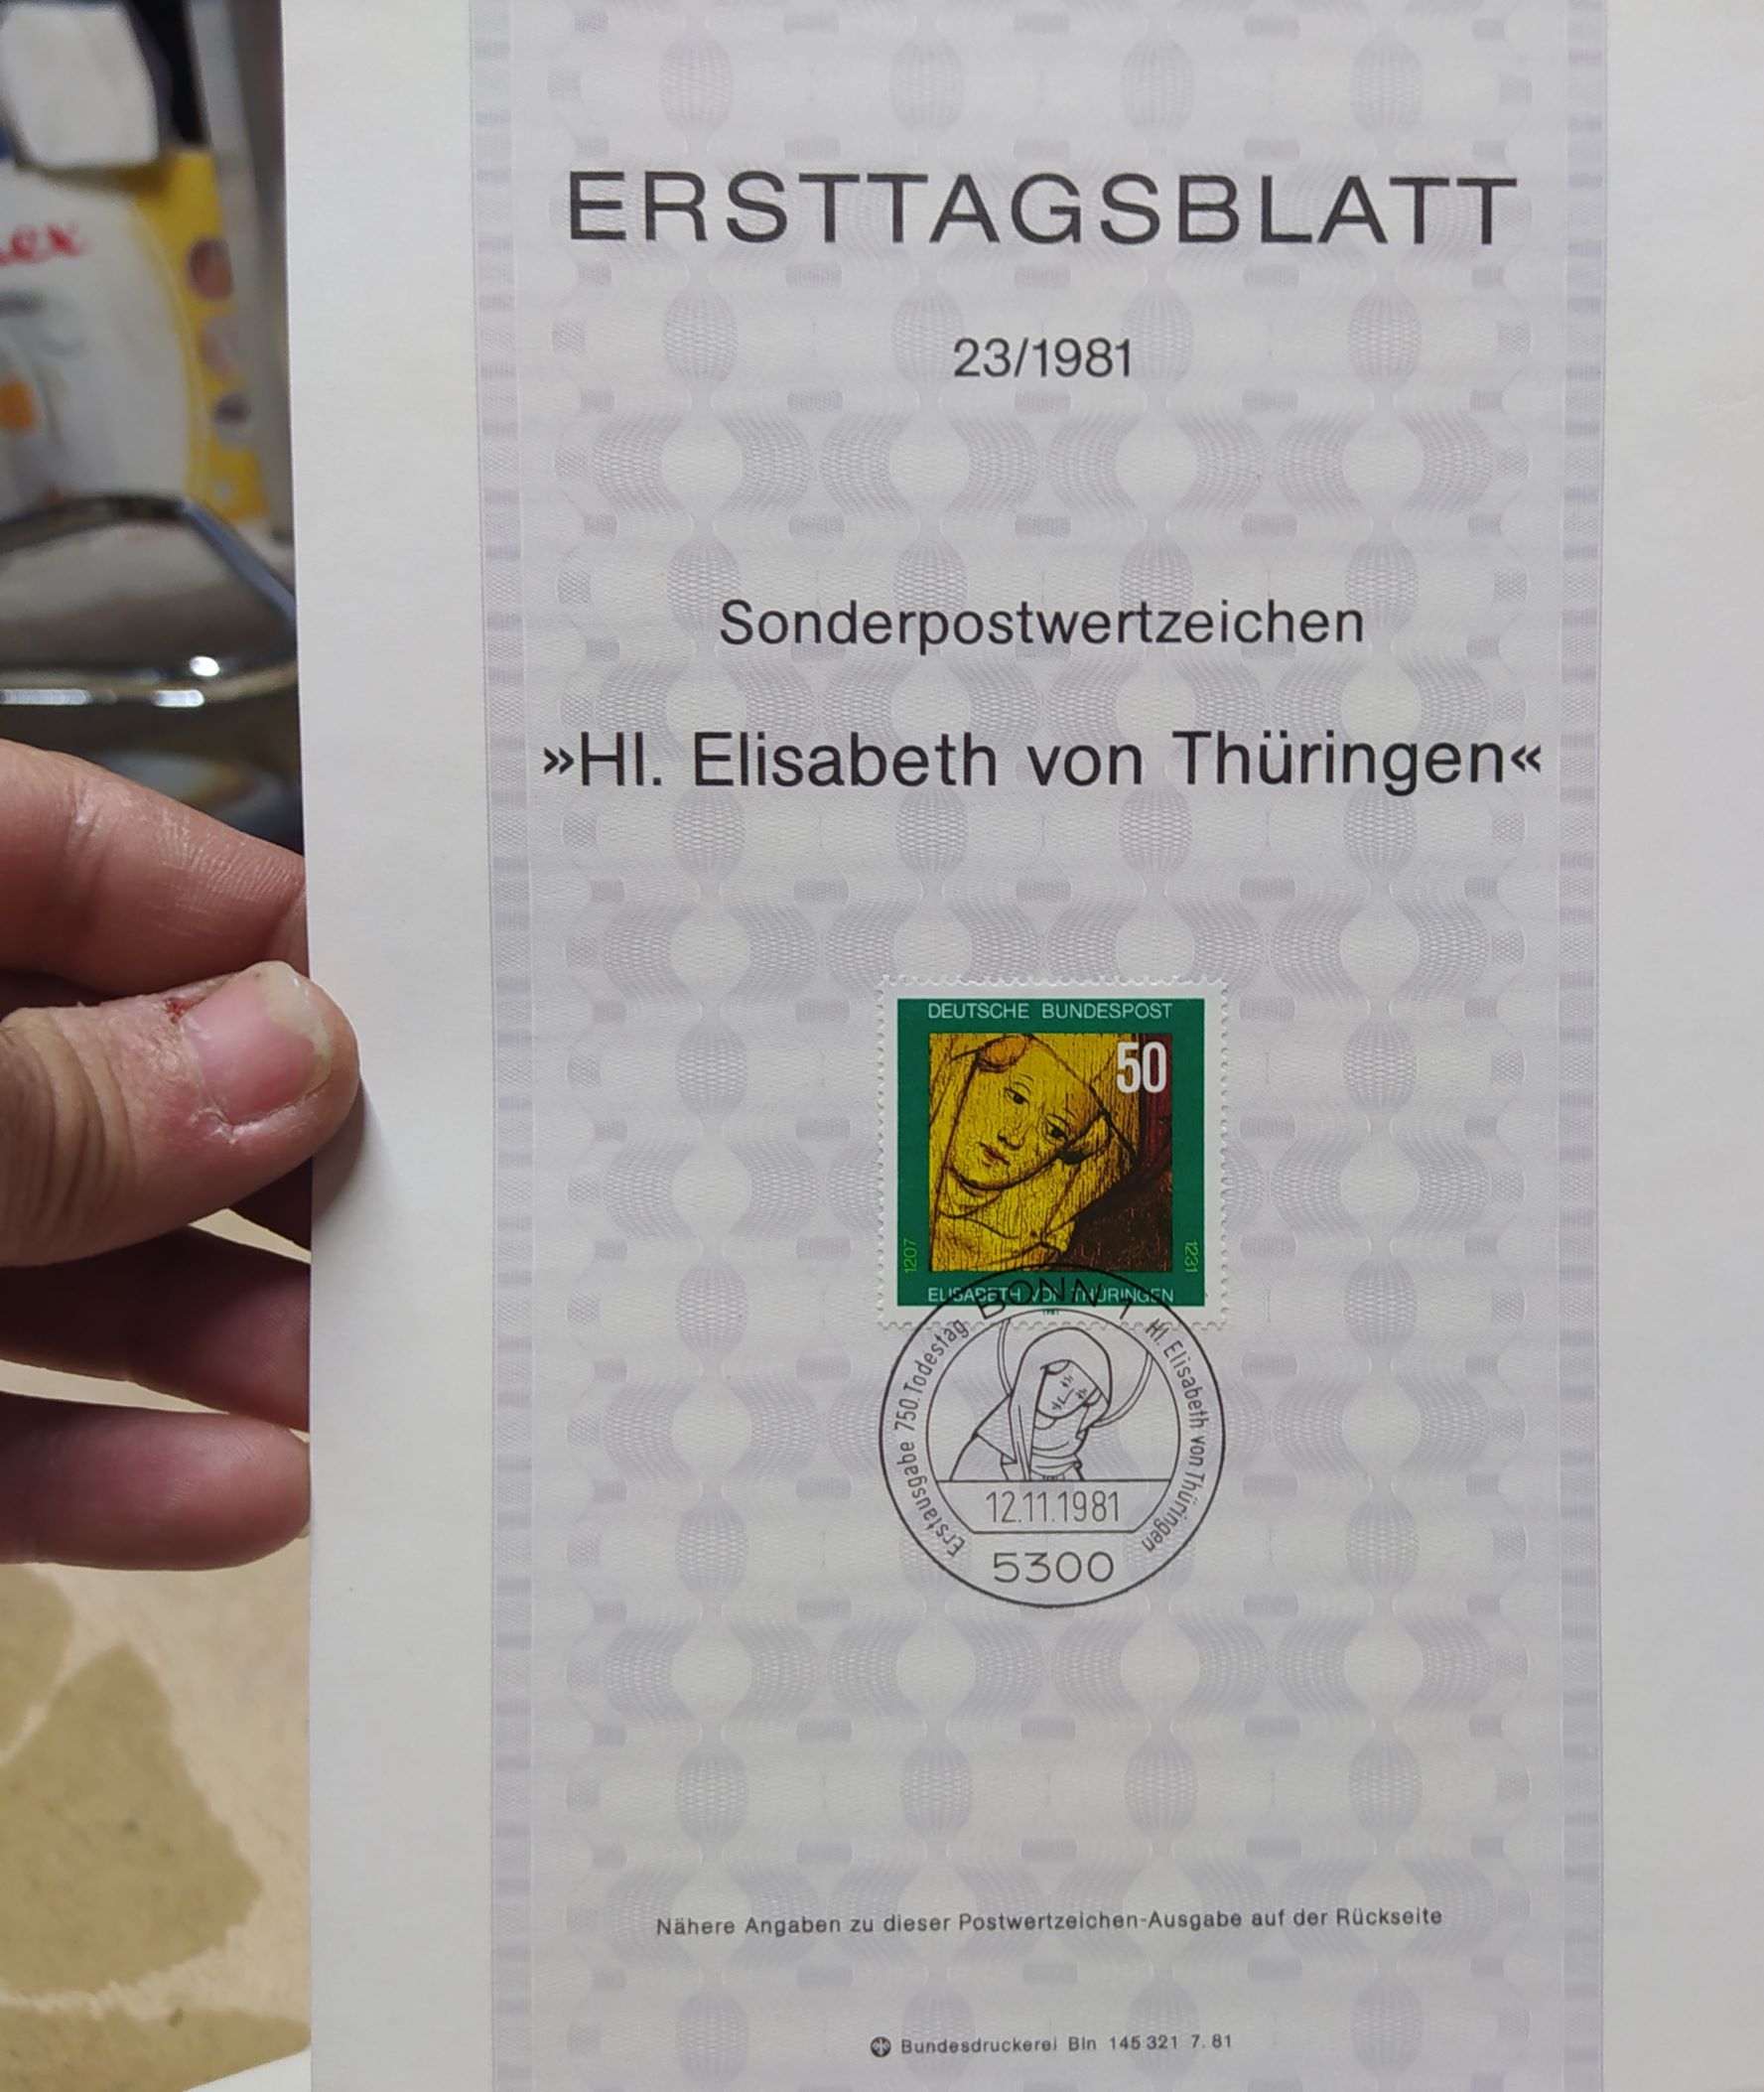 ERSTTAGSBLATT
23/1981
Sonderpostwertzeichen
»Hl. Elisabeth von Thüringen«
DEUTSCHE BUNDESPOST
50
1207
1231
ELISABETH VON THÜRINGEN
1981
BONN 1
Erstausgabe 750. Todestag
Hl. Elisabeth von Thüringen
12.11.1981
5300
Nähere Angaben zu dieser Postwertzeichen-Ausgabe auf der Rückseite
Bundesdruckerei Bln 145 321 7. 81